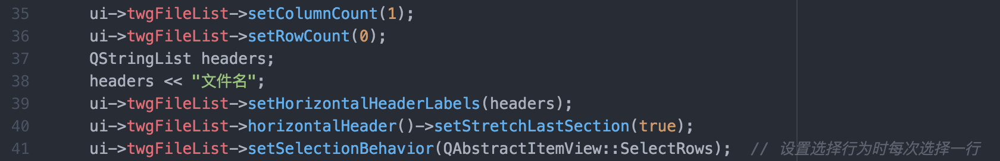 35 ui->twgFileList->setColumnCount(1);
36 ui->twgFileList->setRowCount(0);
37 QStringList headers;
38 headers << "文件名";
39 ui->twgFileList->setHorizontalHeaderLabels(headers);
40 ui->twgFileList->horizontalHeader()->setStretchLastSection(true);
41 ui->twgFileList->setSelectionBehavior(QAbstractItemView::SelectRows); // 设置选择行为时每次选择一行